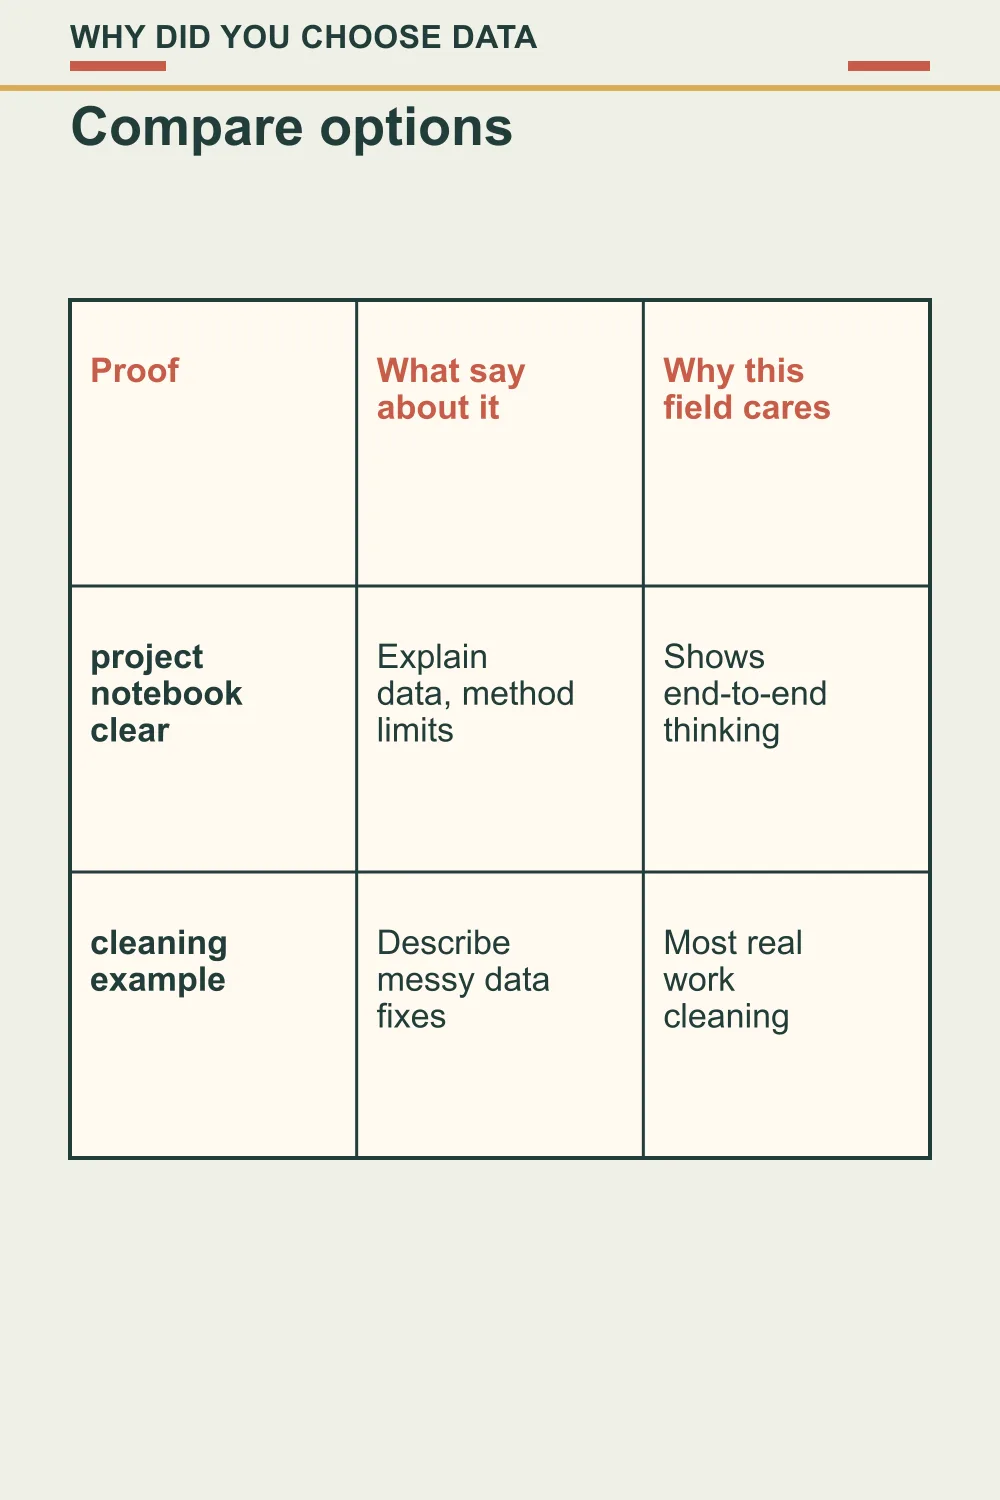 WHY DID YOU CHOOSE DATA
Compare options
Proof
What say
about it
Why this
field cares
project
notebook
clear
Explain
data, method
limits
Shows
end-to-end
thinking
cleaning
example
Describe
messy data
fixes
Most real
work
cleaning